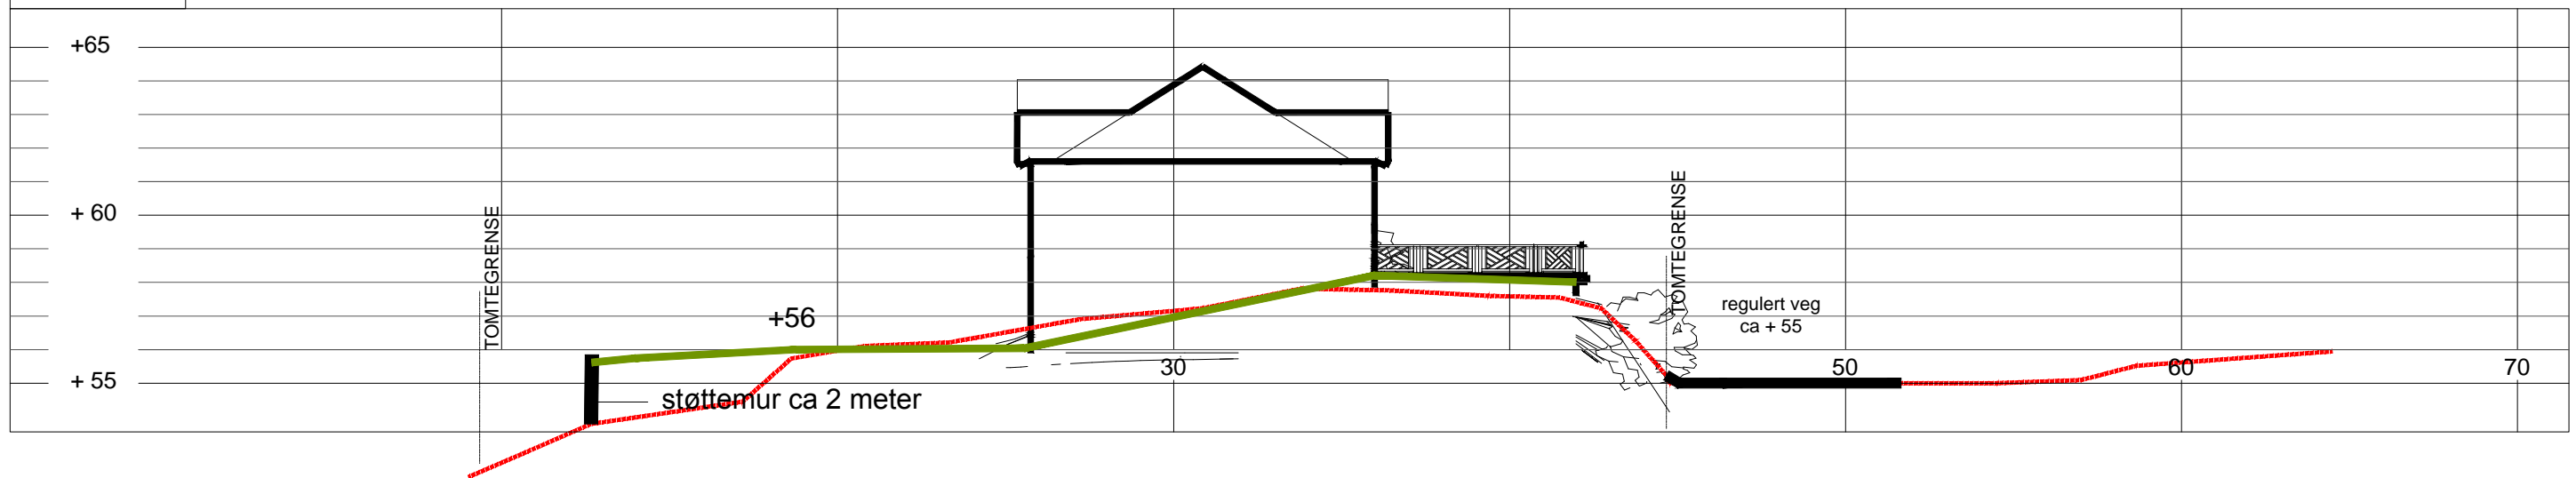 +65
+ 60
TOMTEGRENSE
TOMTEGRENSE
+56
regulert veg
ca + 55
+ 55
30
50
60
70
støttemur ca 2 meter